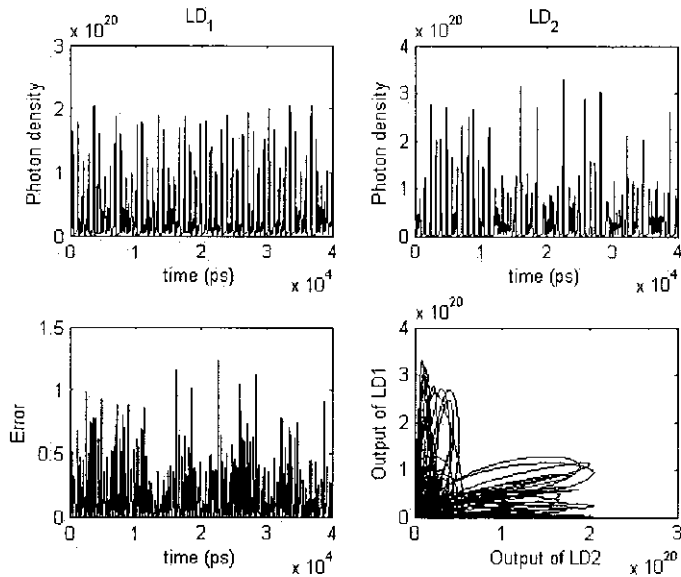 LD1
x 10^20
3
2
1
0
Photon density
0 1 2 3 4
time (ps)
x 10^4
LD2
x 10^20
4
3
2
1
0
Photon density
0 1 2 3 4
time (ps)
x 10^4
1.5
1
0.5
0
Error
0 1 2 3 4
time (ps)
x 10^4
x 10^20
4
3
2
1
0
Output of LD1
0 1 2 3
Output of LD2
x 10^20